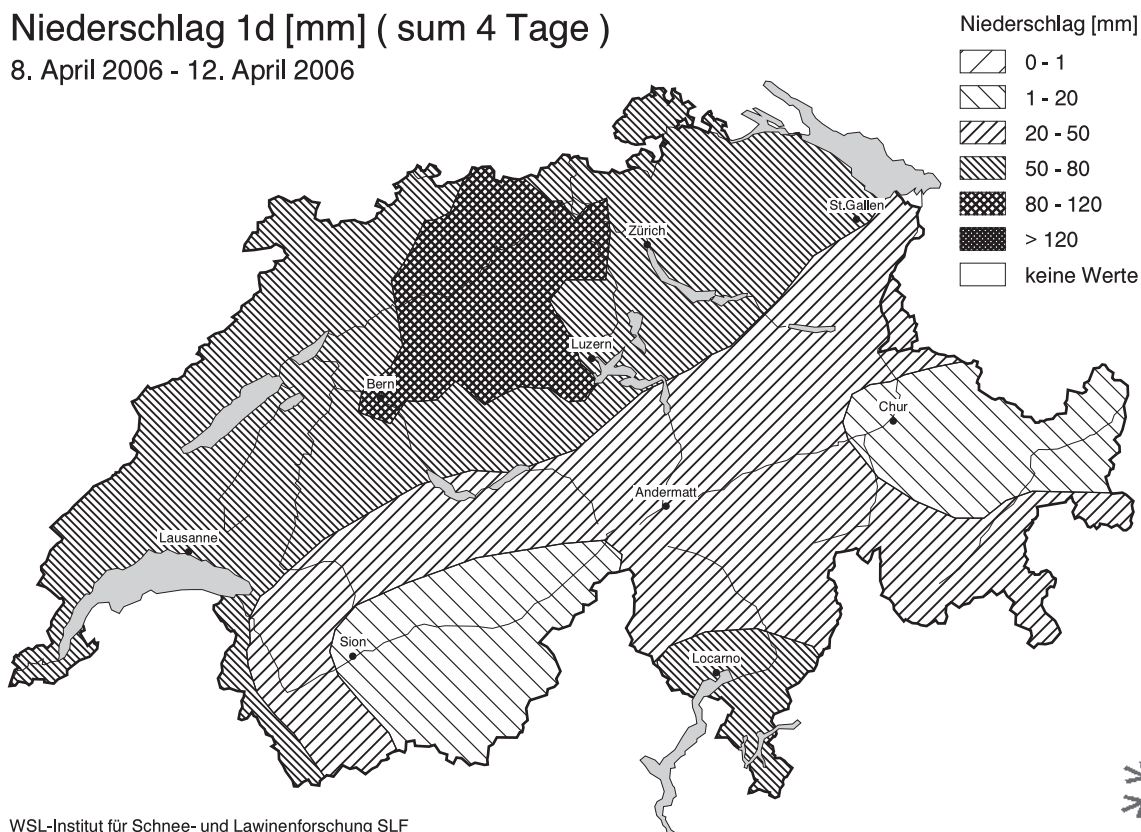 Niederschlag 1d [mm] ( sum 4 Tage )
8. April 2006 - 12. April 2006
Niederschlag [mm]
0 - 1
1 - 20
20 - 50
50 - 80
80 - 120
> 120
keine Werte
St.Gallen
Zürich
Luzern
Bern
Chur
Andermatt
Lausanne
Sion
Locarno
WSL-Institut für Schnee- und Lawinenforschung SLF